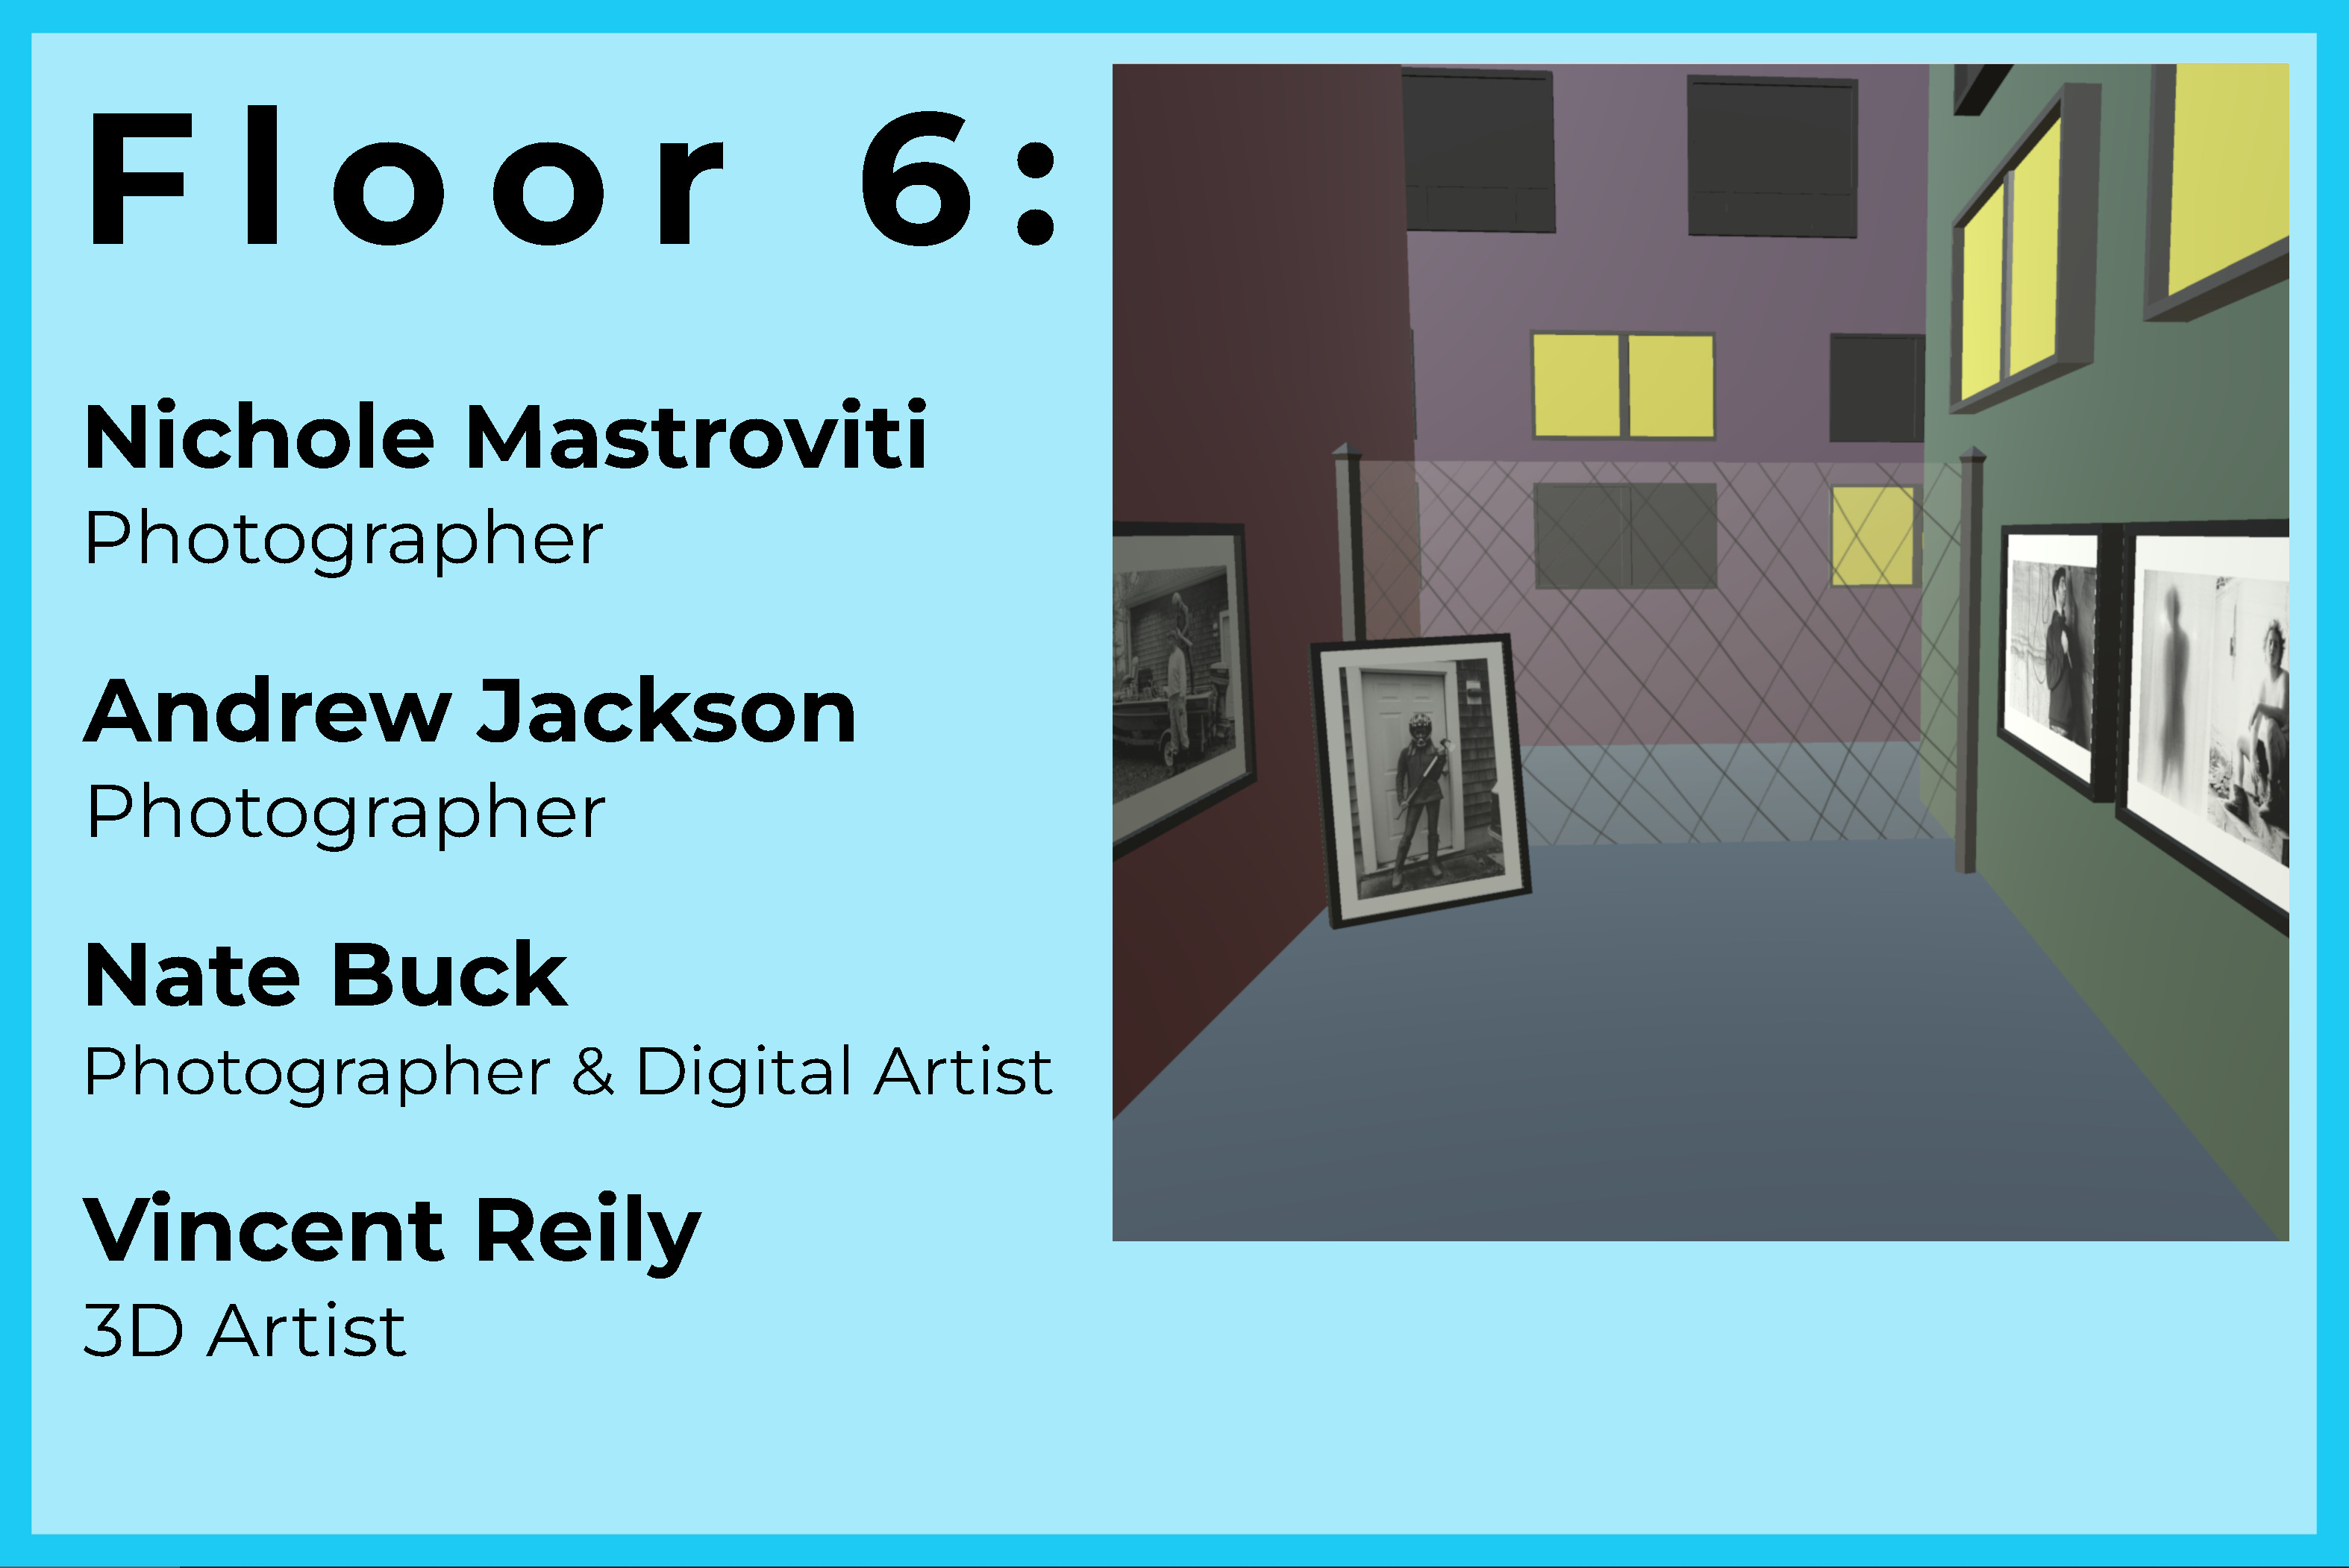 Floor 6:
Nichole Mastroviti
Photographer
Andrew Jackson
Photographer
Nate Buck
Photographer & Digital Artist
Vincent Reily
3D Artist